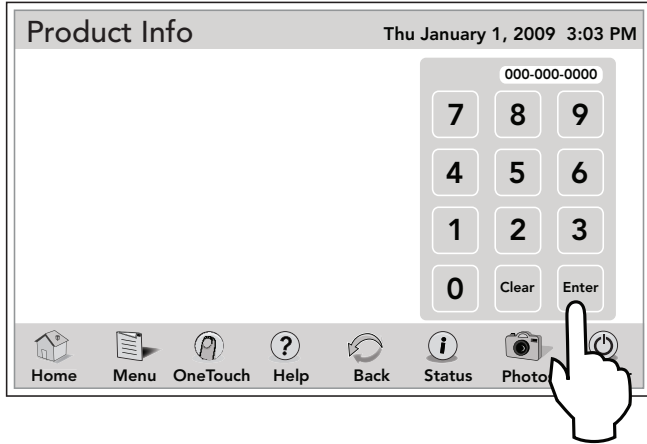 Product Info Thu January 1, 2009 3:03 PM
000-000-0000
7 8 9
4 5 6
1 2 3
0 Clear Enter
? i
Home Menu OneTouch Help Back Status